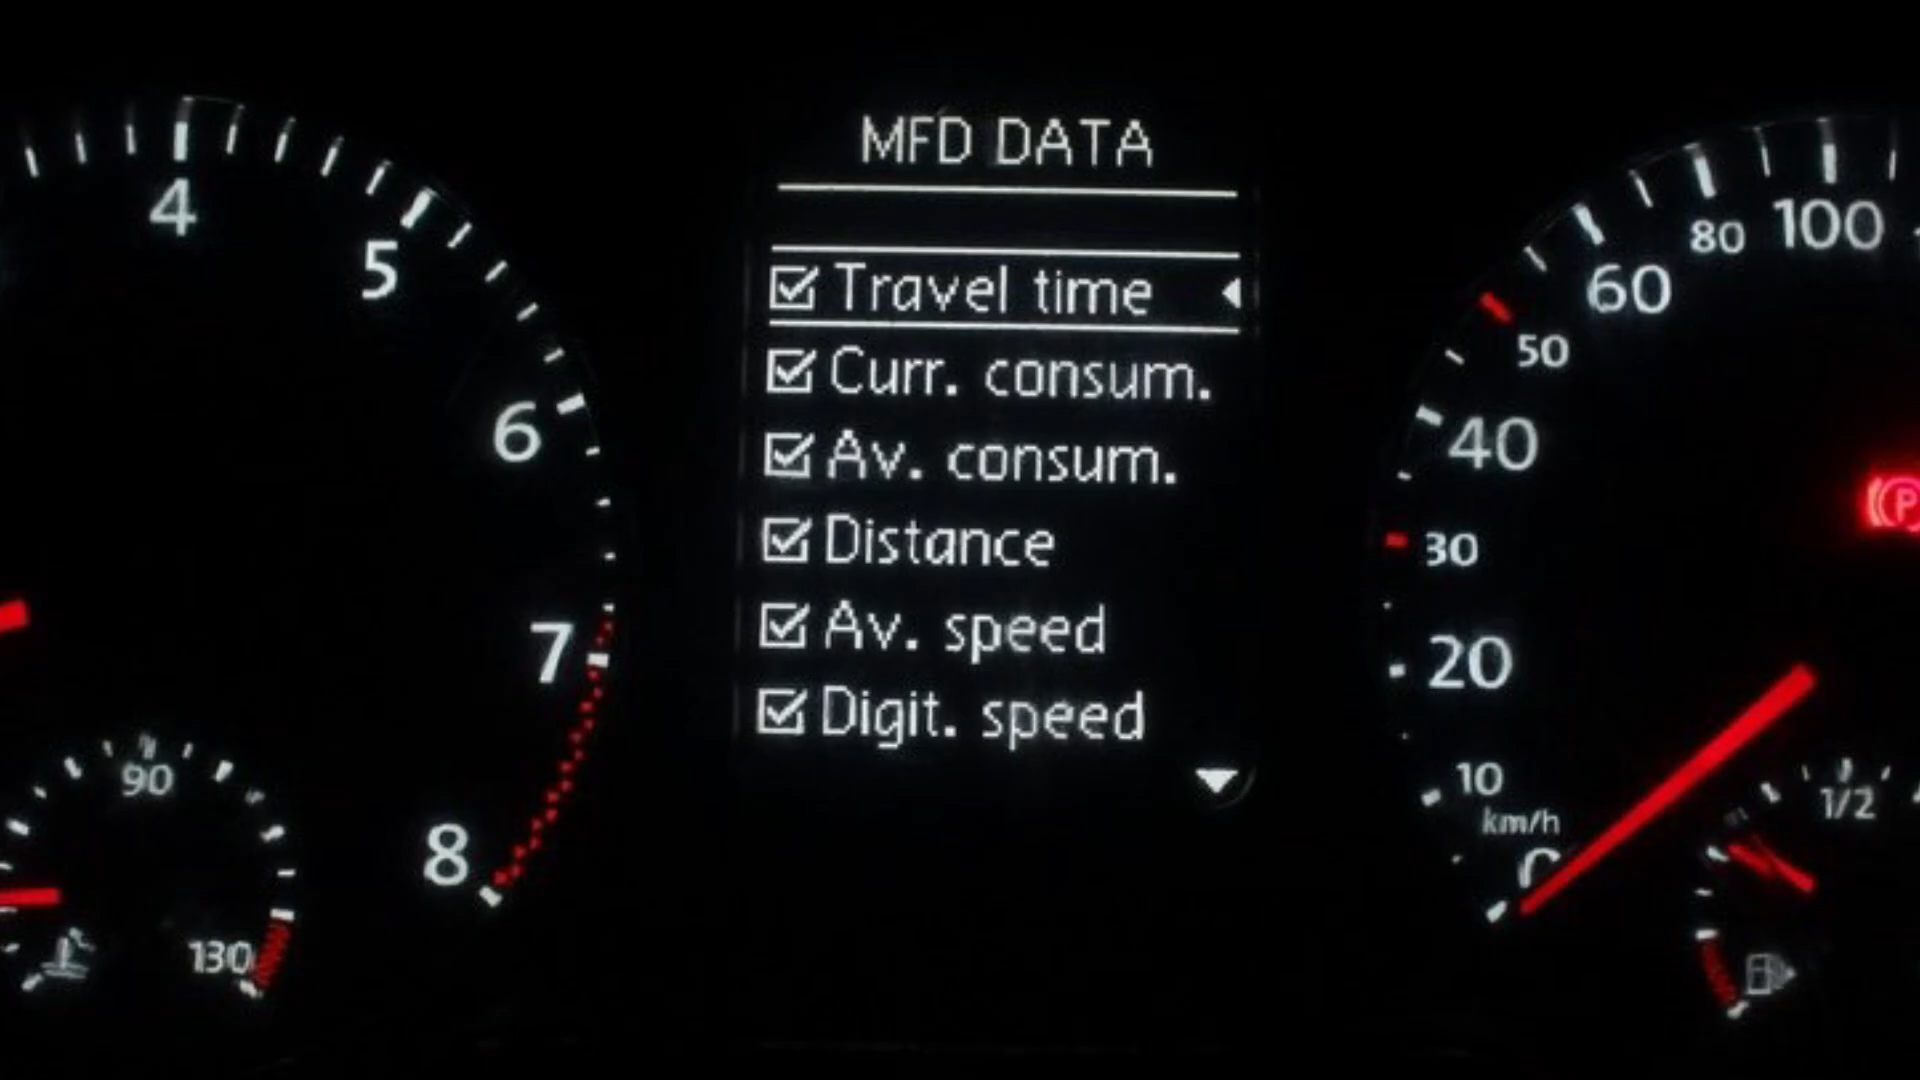 MFD DATA
Travel time
Curr. consum.
Av. consum.
Distance
Av. speed
Digit. speed
4
5
6
7
8
90
130
100
80
60
50
40
30
20
10
km/h
1/2
P